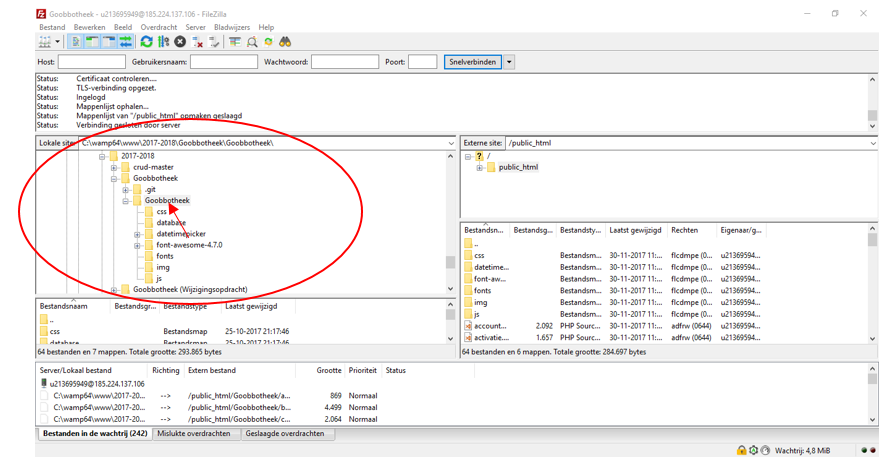 Goobbotheek - u213695949@185.224.137.106 - FileZilla
Bestand Bewerken Beeld Overdracht Server Bladwijzers Help
Host: Gebruikersnaam: Wachtwoord: Poort: Snelverbinden
Status: Certificaat controleren....
Status: TLS-verbinding opgezet.
Status: Ingelogd
Status: Mappenlijst ophalen...
Status: Mappenlijst van "/public_html" opmaken geslaagd
Status: Verbinding gesloten door server
Lokale site: C:\wamp64\www\2017-2018\Goobbotheek\Goobbotheek\
2017-2018
crud-master
Goobbotheek
.git
Goobbotheek
css
database
datetimepicker
font-awesome-4.7.0
fonts
img
js
Goobbotheek (Wijzigingsopdracht)
Bestandsnaam Bestandsgr... Bestandstype Laatst gewijzigd
..
css Bestandsmap 25-10-2017 21:17:46
database Bestandsmap 25-10-2017 21:17:46
64 bestanden en 7 mappen. Totale grootte: 293.865 bytes
Externe site: /public_html
? /
public_html
Bestandsn... Bestandsg... Bestandsty... Laatst gewijzigd Rechten Eigenaar/g...
..
css Bestandsm... 30-11-2017 11:... flcdmpe (0... u21369594...
datetime... Bestandsm... 30-11-2017 11:... flcdmpe (0... u21369594...
font-aw... Bestandsm... 30-11-2017 11:... flcdmpe (0... u21369594...
fonts Bestandsm... 30-11-2017 11:... flcdmpe (0... u21369594...
img Bestandsm... 30-11-2017 11:... flcdmpe (0... u21369594...
js Bestandsm... 30-11-2017 11:... flcdmpe (0... u21369594...
account... 2.092 PHP Sourc... 30-11-2017 11:... adfrw (0644) u21369594...
activatie.... 1.657 PHP Sourc... 30-11-2017 11:... adfrw (0644) u21369594...
64 bestanden en 6 mappen. Totale grootte: 284.697 bytes
Server/Lokaal bestand Richting Extern bestand Grootte Prioriteit Status
u213695949@185.224.137.106
C:\wamp64\www\2017-20... --> /public_html/Goobbotheek/a... 869 Normaal
C:\wamp64\www\2017-20... --> /public_html/Goobbotheek/b... 4.499 Normaal
C:\wamp64\www\2017-20... --> /public_html/Goobbotheek/c... 2.064 Normaal
Bestanden in de wachtrij (242) Mislukte overdrachten Geslaagde overdrachten
Wachtrij: 4,8 MiB